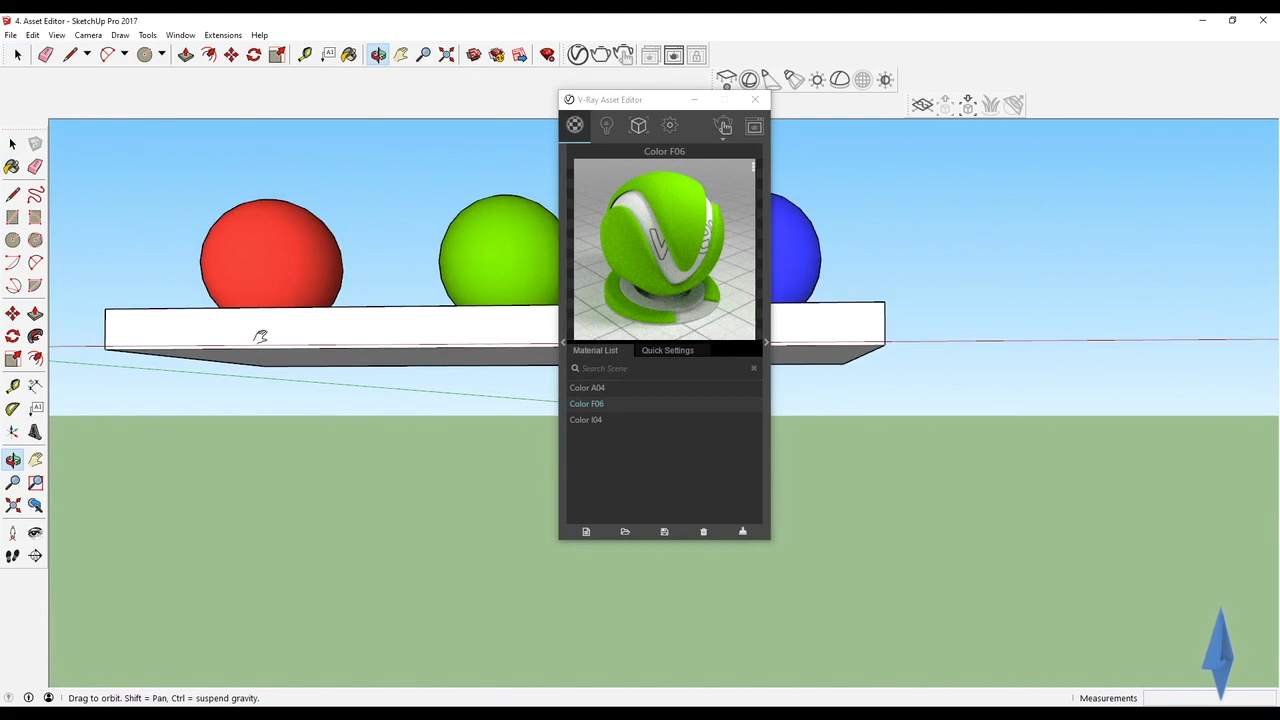 4. Asset Editor - SketchUp Pro 2017
File Edit View Camera Draw Tools Window Extensions Help
V-Ray Asset Editor
Color F06
Material List Quick Settings
Search Scene
Color A04
Color F06
Color I04
Drag to orbit. Shift = Pan, Ctrl = suspend gravity.
Measurements